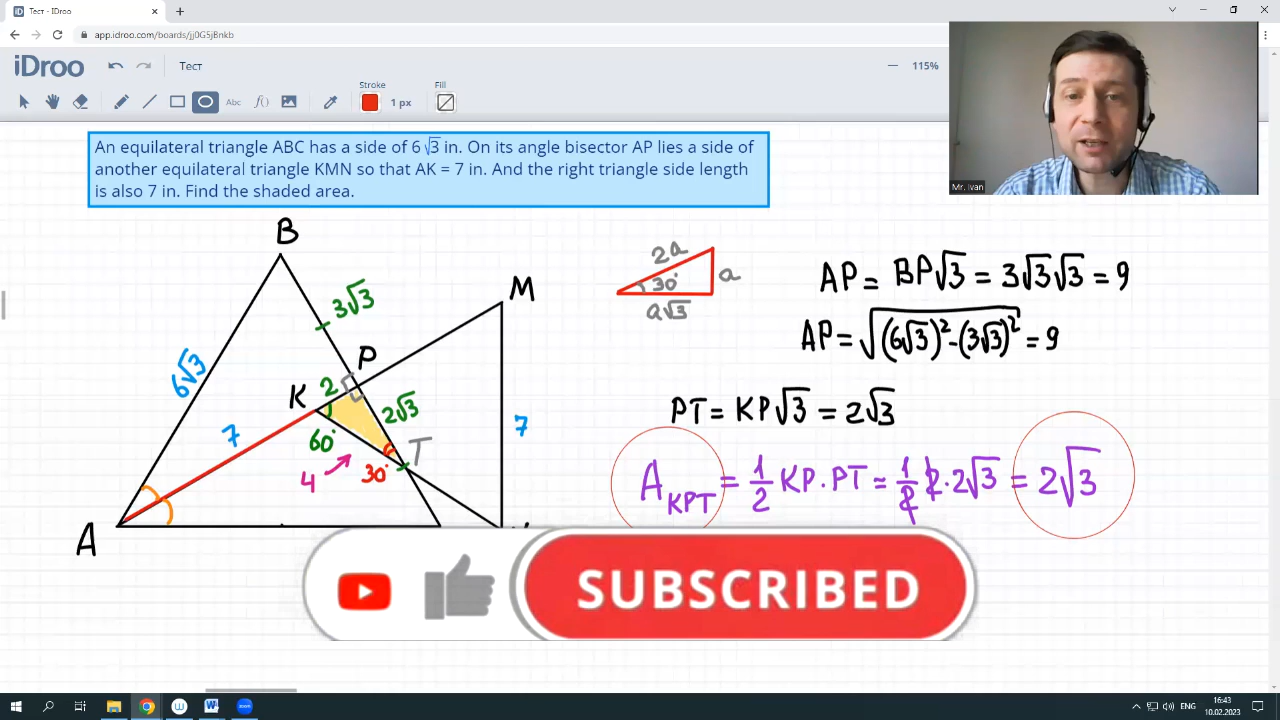 Тест - IDroo
app.idroo.com/boards/jj0G5jBnkb
iDroo
Тест
115%
Stroke
Fill
Abc
f()
1 px
An equilateral triangle ABC has a side of 6 √3 in. On its angle bisector AP lies a side of
another equilateral triangle KMN so that AK = 7 in. And the right triangle side length
is also 7 in. Find the shaded area.
Mr. Ivan
B
M
3√3
6√3
P
K
2
2√3
7
7
60°
T
4
30°
A
2a
30°
a
a√3
AP = BP√3 = 3√3√3 = 9
AP = √(6√3)²-(3√3)² = 9
PT = KP√3 = 2√3
A KPT = 1/2 KP · PT = 1/2 2 · 2√3 = 2√3
SUBSCRIBED
ENG
16:43
10.02.2023